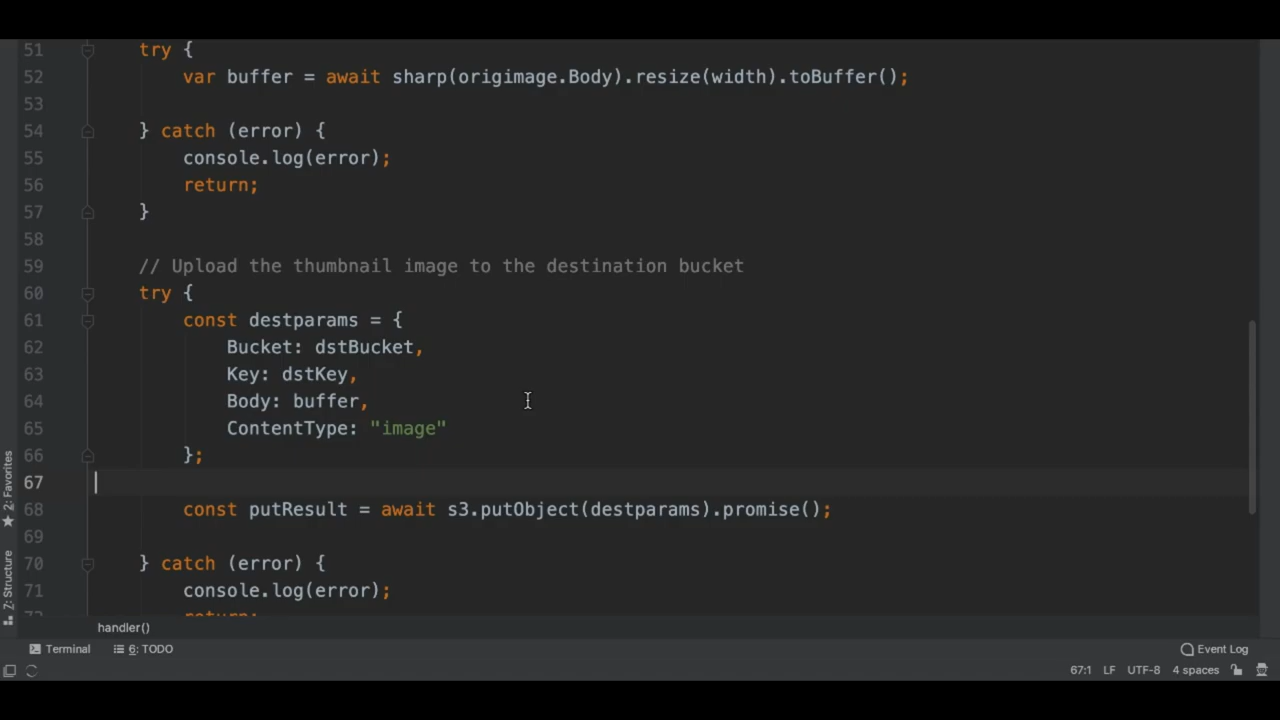 51 try {
52 var buffer = await sharp(origimage.Body).resize(width).toBuffer();
53
54 } catch (error) {
55 console.log(error);
56 return;
57 }
58
59 // Upload the thumbnail image to the destination bucket
60 try {
61 const destparams = {
62 Bucket: dstBucket,
63 Key: dstKey,
64 Body: buffer,
65 ContentType: "image"
66 };
67
68 const putResult = await s3.putObject(destparams).promise();
69
70 } catch (error) {
71 console.log(error);
72 return;
2: Favorites
7: Structure
handler()
Terminal 6: TODO Event Log
67:1 LF UTF-8 4 spaces